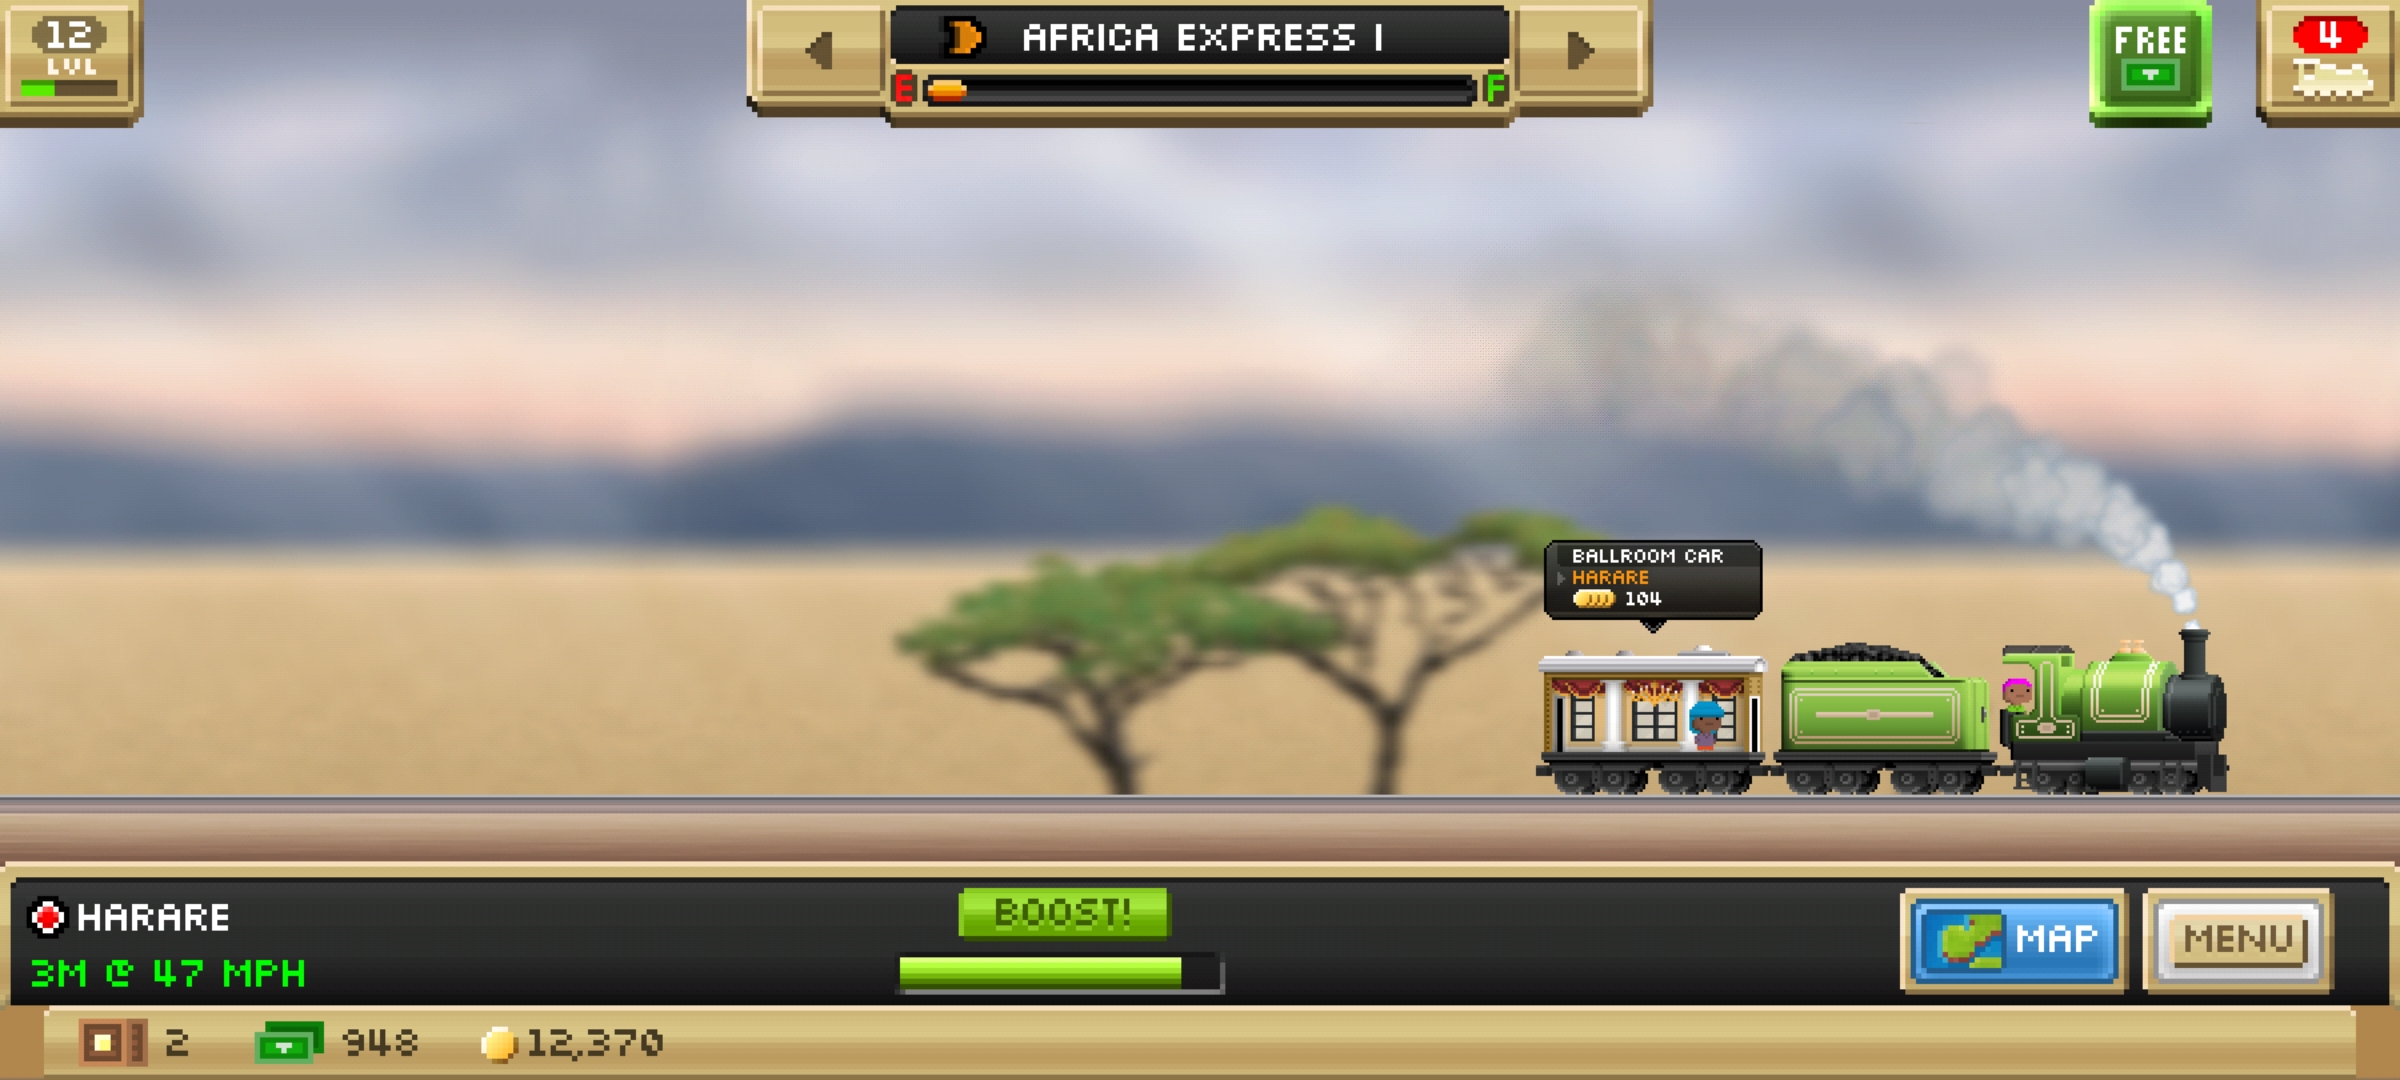 12
LVL
AFRICA EXPRESS I
E F
FREE
4
BALLROOM CAR
HARARE
104
HARARE
3M @ 47 MPH
BOOST!
MAP
MENU
2 948 12,370